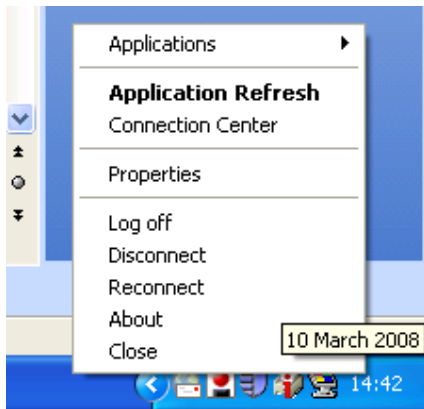 Applications
Application Refresh
Connection Center
Properties
Log off
Disconnect
Reconnect
About
Close
10 March 2008
14:42